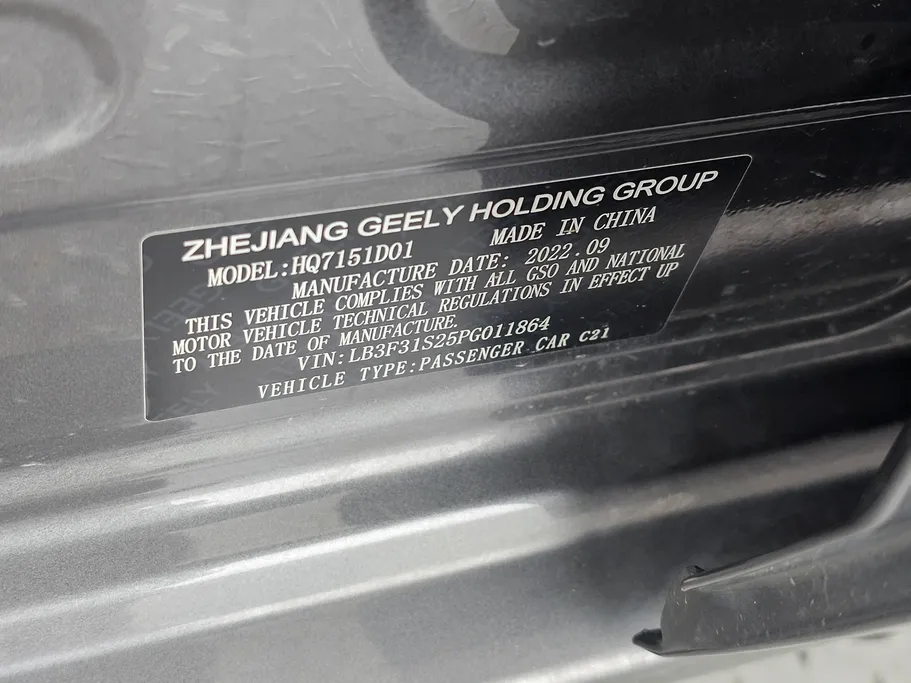 ZHEJIANG GEELY HOLDING GROUP
MODEL:HQ7151D01 MADE IN CHINA
MANUFACTURE DATE: 2022.09
THIS VEHICLE COMPLIES WITH ALL GSO AND NATIONAL
MOTOR VEHICLE TECHNICAL REGULATIONS IN EFFECT UP
TO THE DATE OF MANUFACTURE.
VIN:LB3F31S25PG011864
VEHICLE TYPE:PASSENGER CAR C21